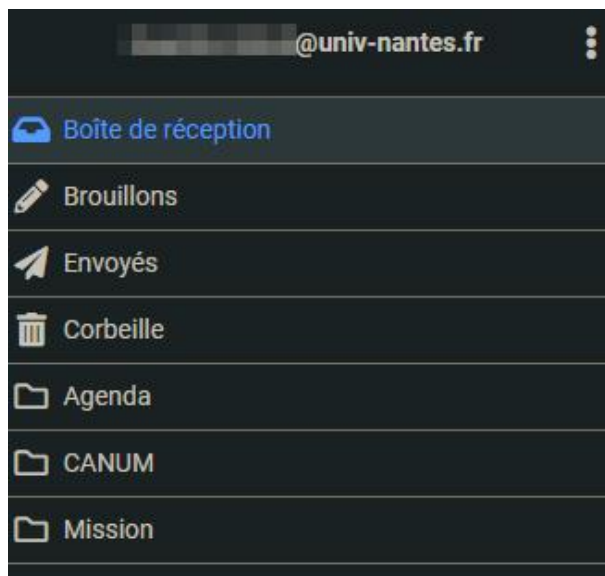 @univ-nantes.fr
Boîte de réception
Brouillons
Envoyés
Corbeille
Agenda
CANUM
Mission